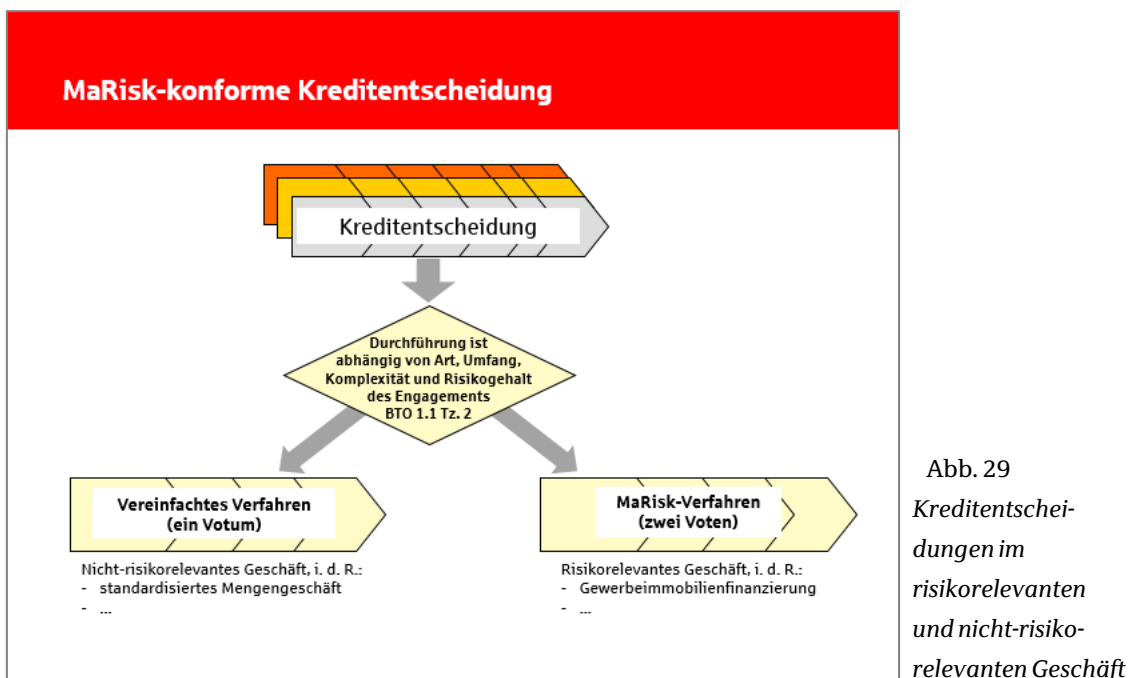 MaRisk-konforme Kreditentscheidung
Kreditentscheidung
Durchführung ist
abhängig von Art, Umfang,
Komplexität und Risikogehalt
des Engagements
BTO 1.1 Tz. 2
Vereinfachtes Verfahren
(ein Votum)
Nicht-risikorelevantes Geschäft, i. d. R.:
- standardisiertes Mengengeschäft
- ...
MaRisk-Verfahren
(zwei Voten)
Risikorelevantes Geschäft, i. d. R.:
- Gewerbeimmobilienfinanzierung
- ...
Abb. 29
Kreditentschei-
dungen im
risikorelevanten
und nicht-risiko-
relevanten Geschäft